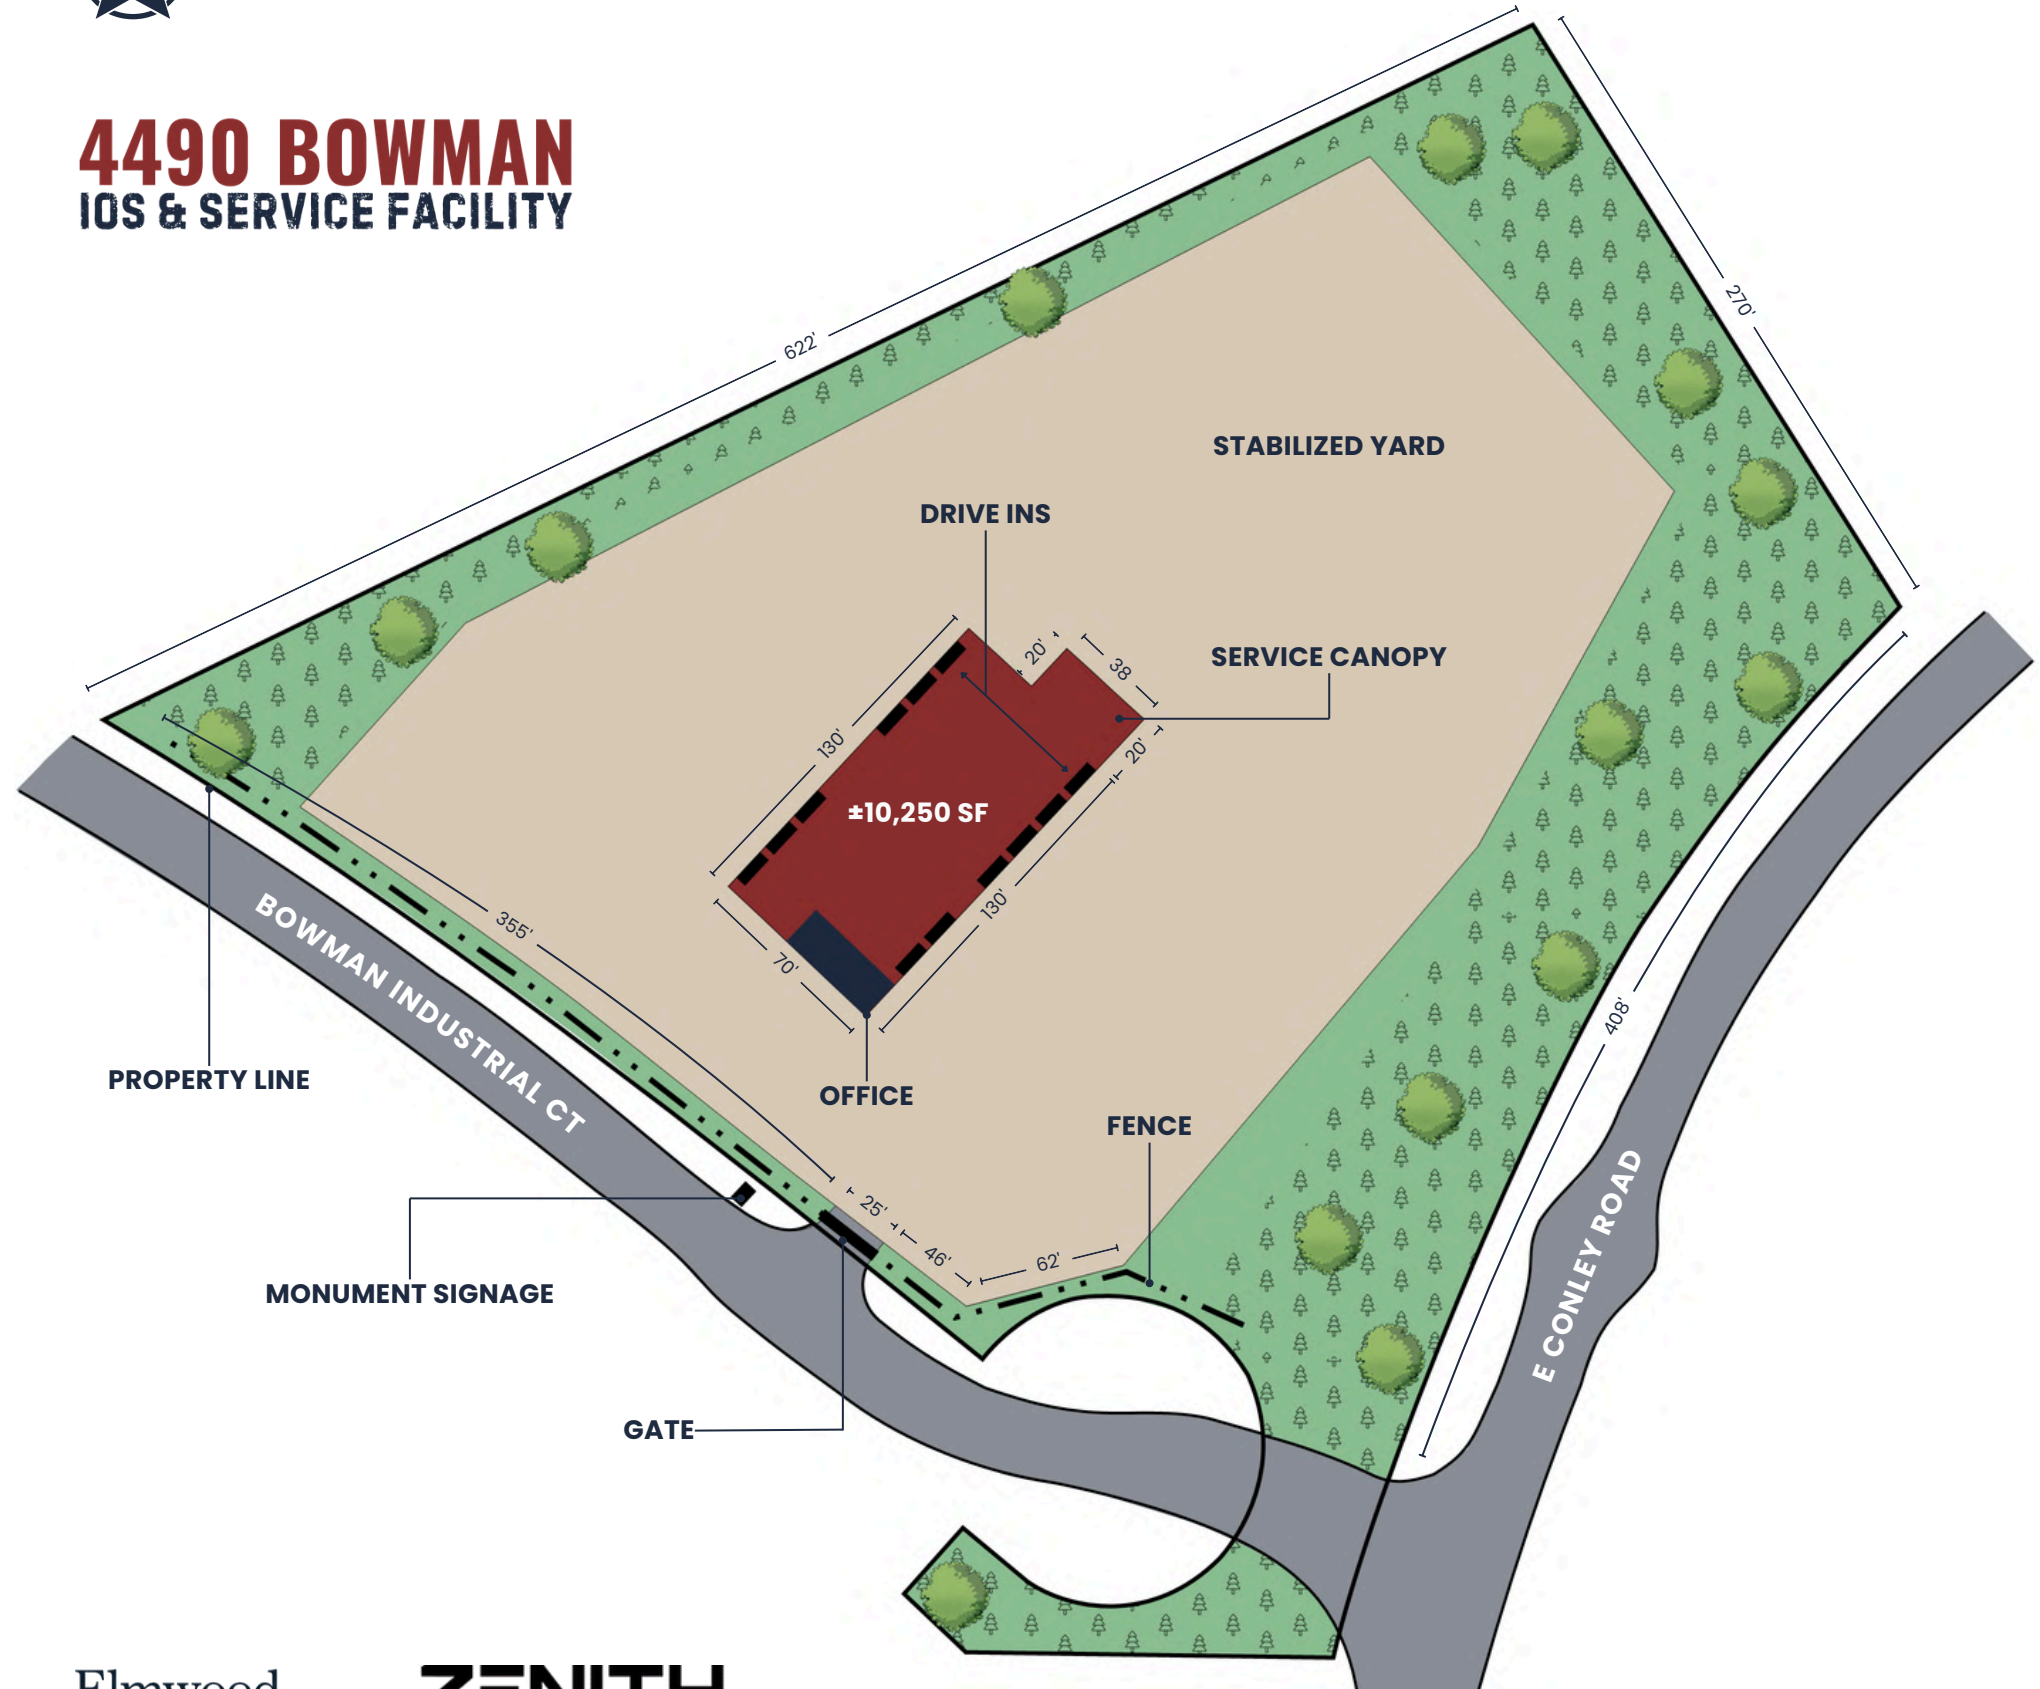 4490 BOWMAN
IOS & SERVICE FACILITY
622'
270'
STABILIZED YARD
DRIVE INS
20'
38
SERVICE CANOPY
130'
20'
±10,250 SF
130'
70'
355'
408'
BOWMAN INDUSTRIAL CT
PROPERTY LINE
OFFICE
FENCE
25'
46'
62'
MONUMENT SIGNAGE
E CONLEY ROAD
GATE
Elmwood
ZENITH